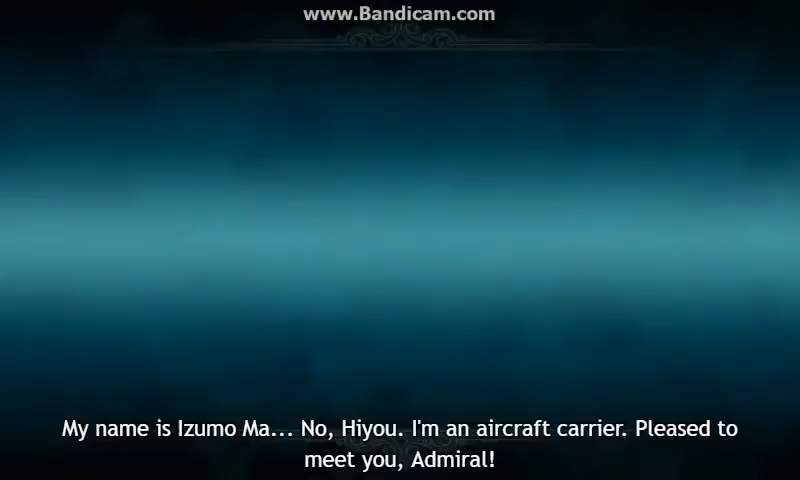 www.Bandicam.com
My name is Izumo Ma... No, Hiyou. I'm an aircraft carrier. Pleased to
meet you, Admiral!